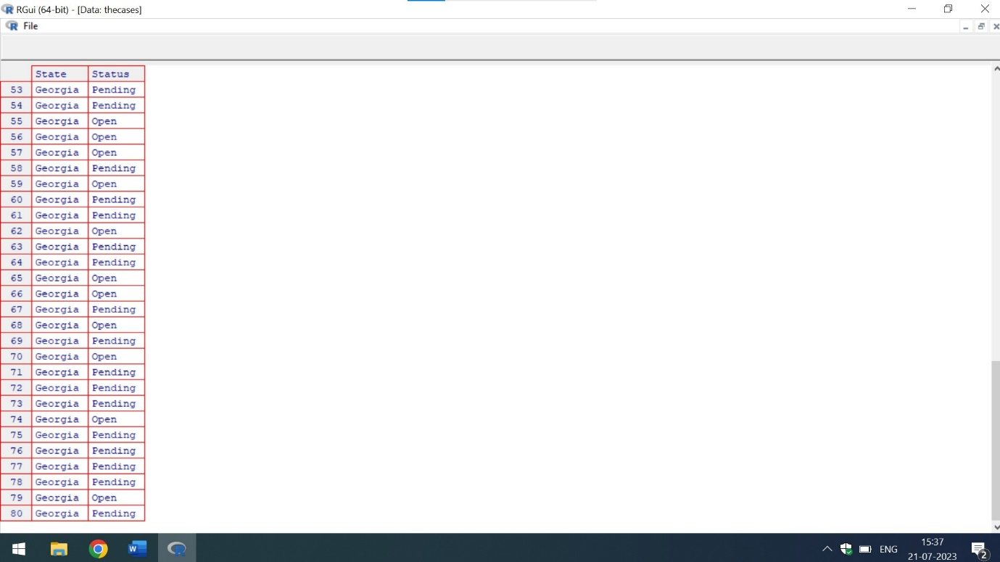 RGui (64-bit) - [Data: thecases]
File
State Status
53 Georgia Pending
54 Georgia Pending
55 Georgia Open
56 Georgia Open
57 Georgia Open
58 Georgia Pending
59 Georgia Open
60 Georgia Pending
61 Georgia Pending
62 Georgia Open
63 Georgia Pending
64 Georgia Pending
65 Georgia Open
66 Georgia Open
67 Georgia Pending
68 Georgia Open
69 Georgia Pending
70 Georgia Open
71 Georgia Pending
72 Georgia Pending
73 Georgia Pending
74 Georgia Open
75 Georgia Pending
76 Georgia Pending
77 Georgia Pending
78 Georgia Pending
79 Georgia Open
80 Georgia Pending
ENG
15:37
21-07-2023
2